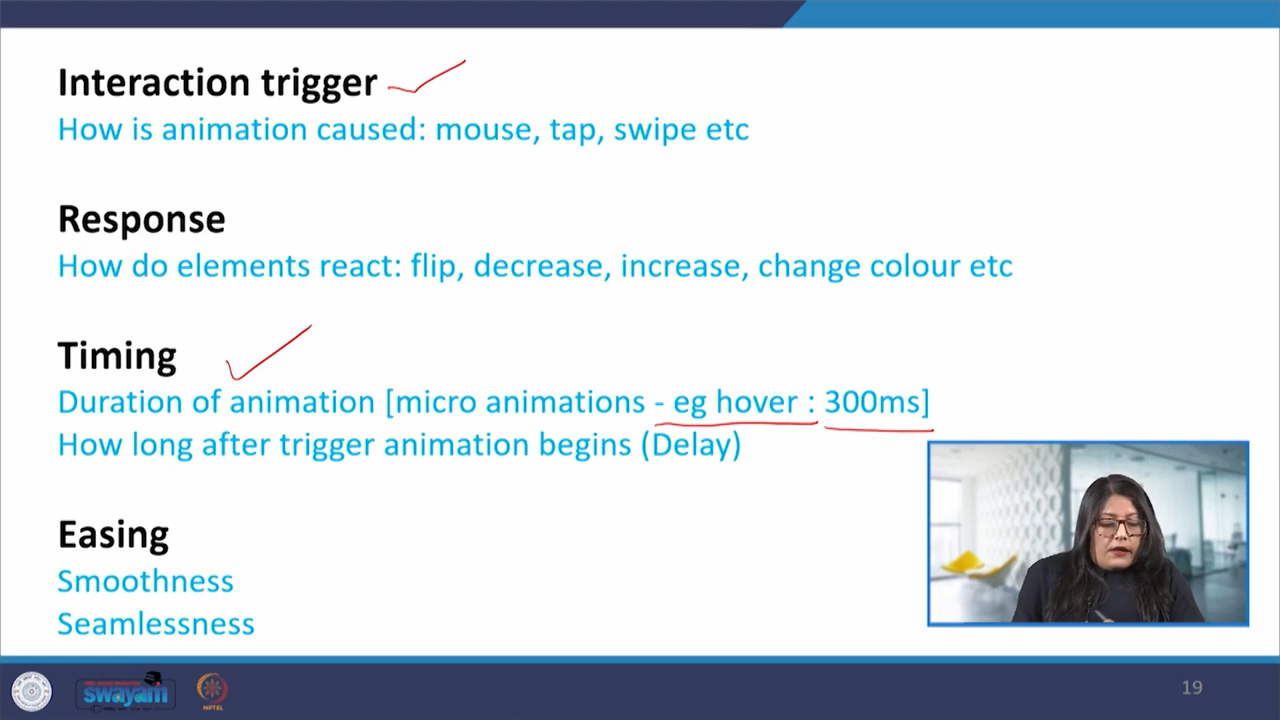 Interaction trigger
How is animation caused: mouse, tap, swipe etc
Response
How do elements react: flip, decrease, increase, change colour etc
Timing
Duration of animation [micro animations - eg hover : 300ms]
How long after trigger animation begins (Delay)
Easing
Smoothness
Seamlessness
swayam
NPTEL
19